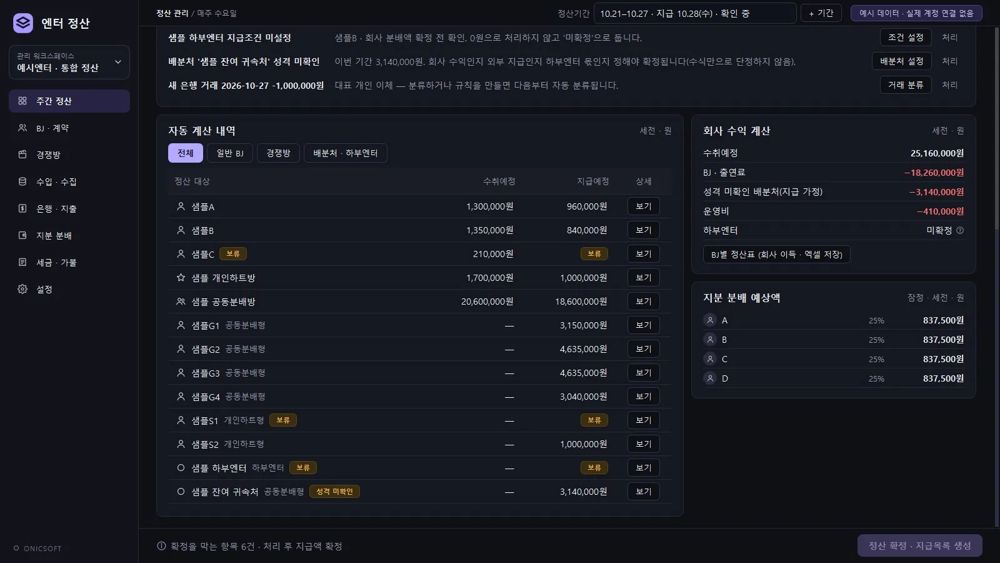 엔터 정산
관리 워크스페이스
예시엔터 · 통합 정산
주간 정산
BJ · 계약
경쟁방
수입 · 수집
은행 · 지출
지분 분배
세금 · 가불
설정
ONICSOFT
정산 관리 / 매주 수요일
정산기간
10.21–10.27 · 지급 10.28(수) · 확인 중
+ 기간
예시 데이터 · 실제 계정 연결 없음
샘플 하부엔터 지급조건 미설정
샘플B · 회사 분배액 확정 전 확인, 0원으로 처리하지 않고 '미확정'으로 둡니다.
조건 설정
처리
배분처 '샘플 잔여 귀속처' 성격 미확인
이번 기간 3,140,000원. 회사 수익인지 외부 지급인지 하부엔터 몫인지 정해야 확정됩니다(수식만으로 단정하지 않음).
배분처 설정
처리
새 은행 거래 2026-10-27 -1,000,000원
대표 개인 이체 — 분류하거나 규칙을 만들면 다음부터 자동 분류됩니다.
거래 분류
처리
자동 계산 내역
세전 · 원
전체
일반 BJ
경쟁방
배분처 · 하부엔터
정산 대상 수취예정 지급예정 상세
샘플A 1,300,000원 960,000원 보기
샘플B 1,350,000원 840,000원 보기
샘플C 보류 210,000원 보류 보기
샘플 개인하트방 1,700,000원 1,000,000원 보기
샘플 공동분배방 20,600,000원 18,600,000원 보기
샘플G1 공동분배형 — 3,150,000원 보기
샘플G2 공동분배형 — 4,635,000원 보기
샘플G3 공동분배형 — 4,635,000원 보기
샘플G4 공동분배형 — 3,040,000원 보기
샘플S1 개인하트형 보류 — 보류 보기
샘플S2 개인하트형 — 1,000,000원 보기
샘플 하부엔터 하부엔터 보류 — 보류 보기
샘플 잔여 귀속처 공동분배형 성격 미확인 — 3,140,000원 보기
회사 수익 계산
세전 · 원
수취예정 25,160,000원
BJ · 출연료 −18,260,000원
성격 미확인 배분처(지급 가정) −3,140,000원
운영비 −410,000원
하부엔터 미확정
BJ별 정산표 (회사 이득 · 엑셀 저장)
지분 분배 예상액
잠정 · 세전 · 원
A 25% 837,500원
B 25% 837,500원
C 25% 837,500원
D 25% 837,500원
확정을 막는 항목 6건 · 처리 후 지급액 확정
정산 확정 · 지급목록 생성